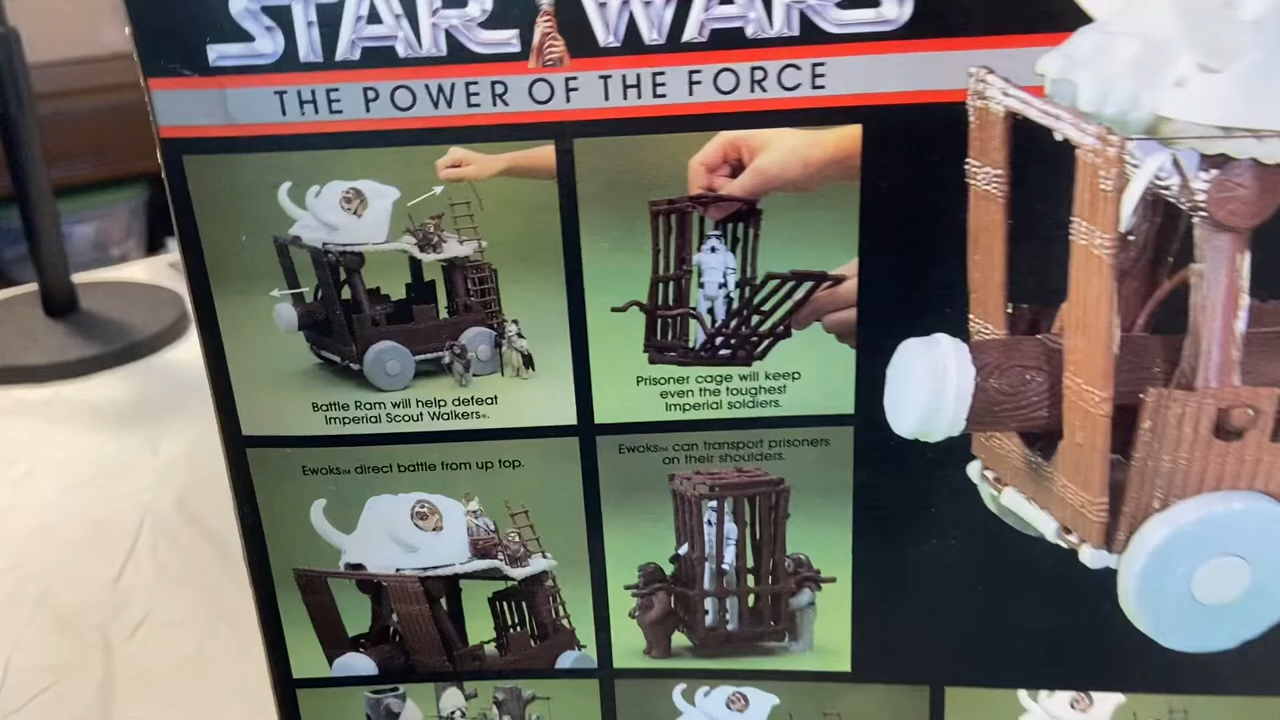 STAR WARS
THE POWER OF THE FORCE
Battle Ram will help defeat
Imperial Scout Walkers®.
Prisoner cage will keep
even the toughest
Imperial soldiers.
Ewoks™ direct battle from up top.
Ewoks™ can transport prisoners
on their shoulders.